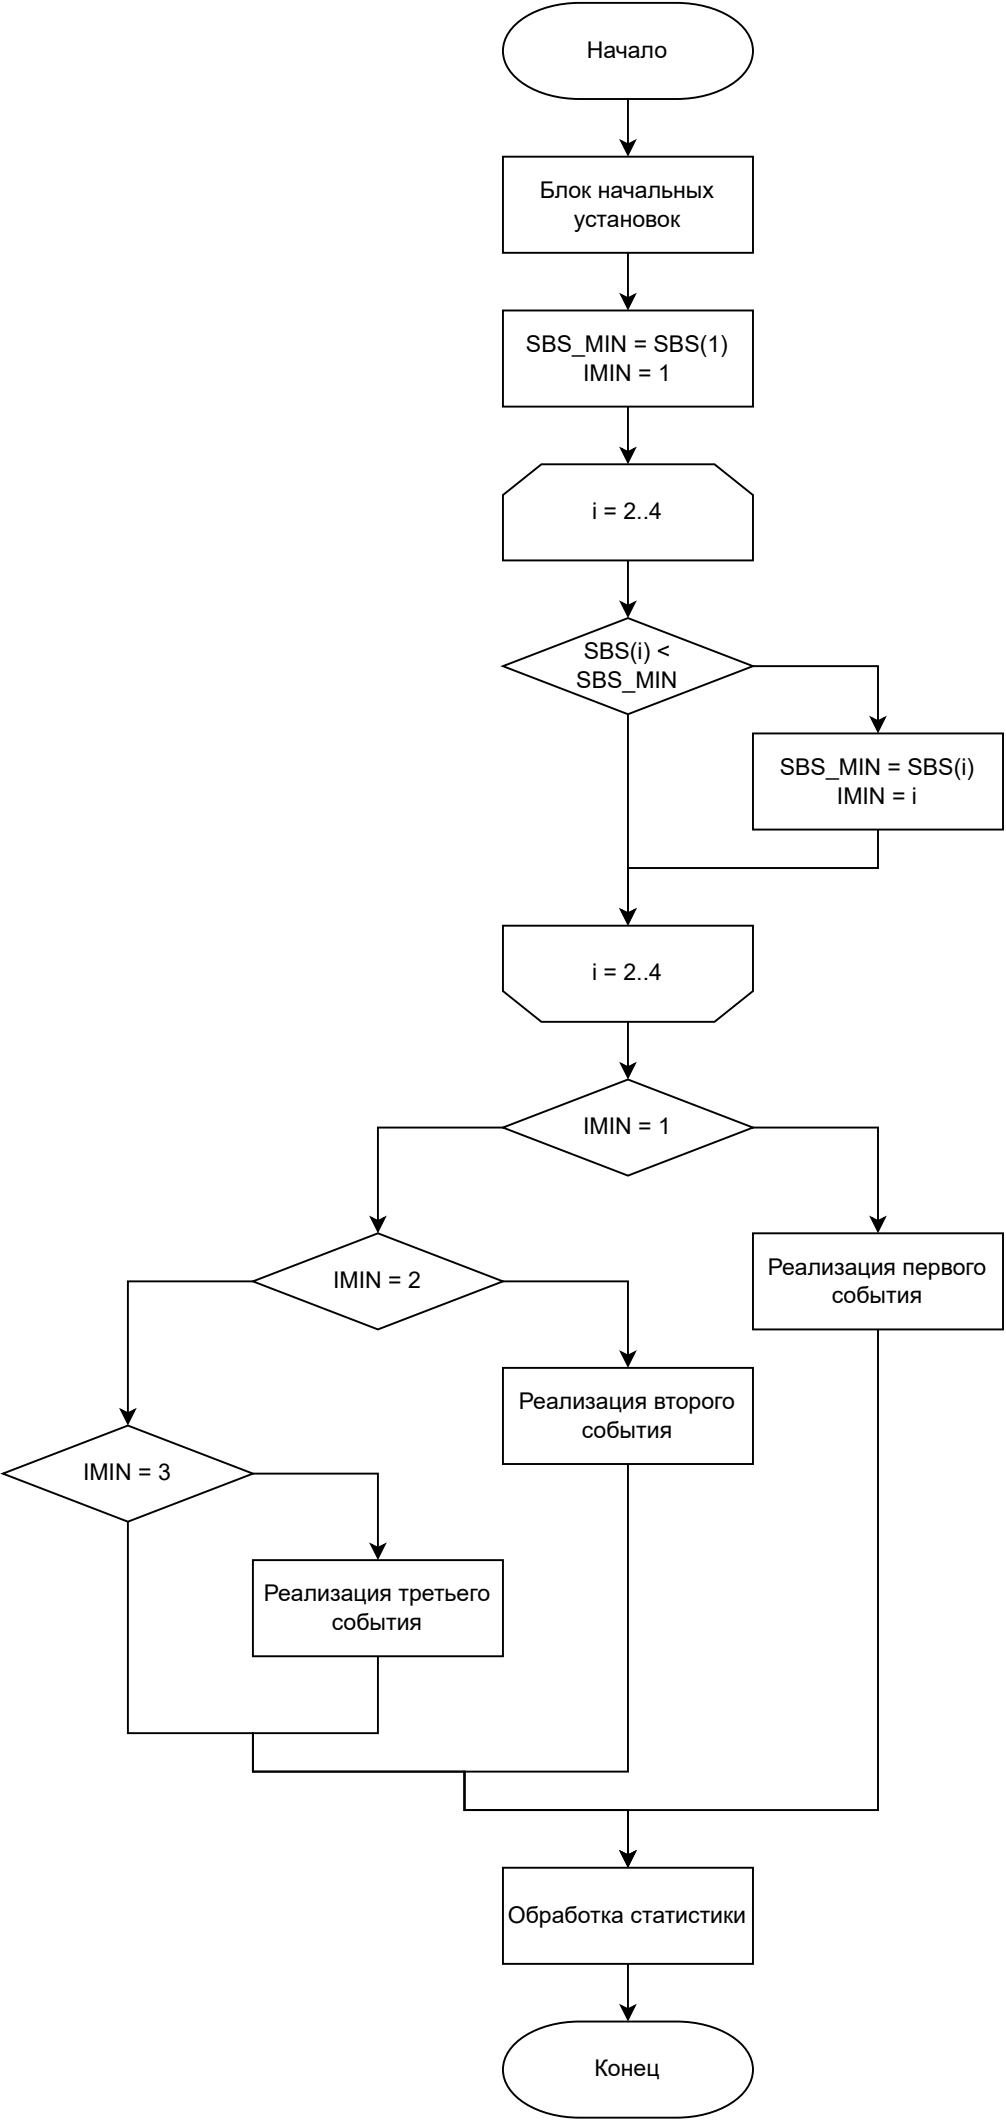 Начало
Блок начальных
установок
SBS_MIN = SBS(1)
IMIN = 1
i = 2..4
SBS(i) <
SBS_MIN
SBS_MIN = SBS(i)
IMIN = i
i = 2..4
IMIN = 1
Реализация первого
события
IMIN = 2
Реализация второго
события
IMIN = 3
Реализация третьего
события
Обработка статистики
Конец